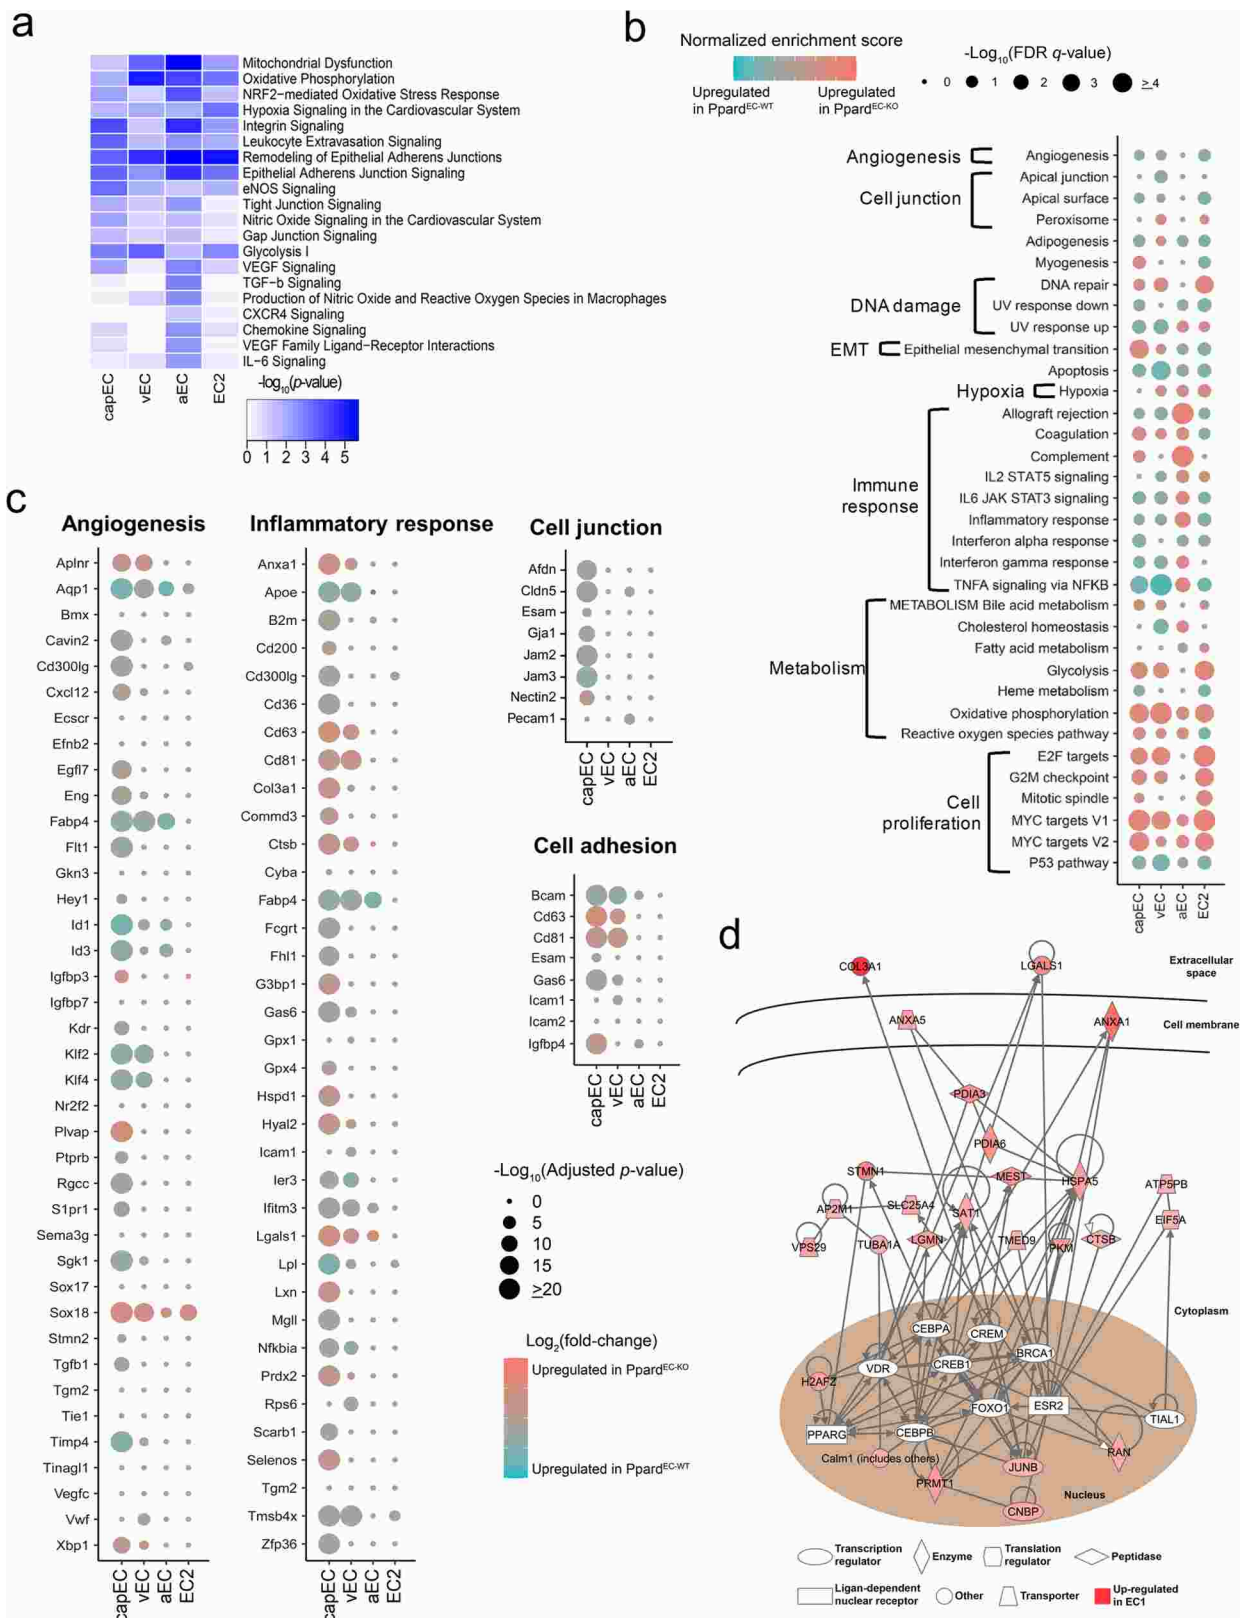 a
Mitochondrial Dysfunction
Oxidative Phosphorylation
NRF2−mediated Oxidative Stress Response
Hypoxia Signaling in the Cardiovascular System
Integrin Signaling
Leukocyte Extravasation Signaling
Remodeling of Epithelial Adherens Junctions
Epithelial Adherens Junction Signaling
eNOS Signaling
Tight Junction Signaling
Nitric Oxide Signaling in the Cardiovascular System
Gap Junction Signaling
Glycolysis I
VEGF Signaling
TGF−b Signaling
Production of Nitric Oxide and Reactive Oxygen Species in Macrophages
CXCR4 Signaling
Chemokine Signaling
VEGF Family Ligand−Receptor Interactions
IL−6 Signaling
capEC vEC aEC EC2
-log10(p-value)
0 1 2 3 4 5
b
Normalized enrichment score
Upregulated in Ppard^EC-WT
Upregulated in Ppard^EC-KO
-Log10(FDR q-value)
0 1 2 3 ≥4
Angiogenesis
Cell junction
DNA damage
EMT
Hypoxia
Immune response
Metabolism
Cell proliferation
Angiogenesis
Apical junction
Apical surface
Peroxisome
Adipogenesis
Myogenesis
DNA repair
UV response down
UV response up
Epithelial mesenchymal transition
Apoptosis
Hypoxia
Allograft rejection
Coagulation
Complement
IL2 STAT5 signaling
IL6 JAK STAT3 signaling
Inflammatory response
Interferon alpha response
Interferon gamma response
TNFA signaling via NFKB
METABOLISM Bile acid metabolism
Cholesterol homeostasis
Fatty acid metabolism
Glycolysis
Heme metabolism
Oxidative phosphorylation
Reactive oxygen species pathway
E2F targets
G2M checkpoint
Mitotic spindle
MYC targets V1
MYC targets V2
P53 pathway
capEC vEC aEC EC2
c
Angiogenesis
Aplnr
Aqp1
Bmx
Cavin2
Cd300lg
Cxcl12
Ecscr
Efnb2
Egfl7
Eng
Fabp4
Flt1
Gkn3
Hey1
Id1
Id3
Igfbp3
Igfbp7
Kdr
Klf2
Klf4
Nr2f2
Plvap
Ptprb
Rgcc
S1pr1
Sema3g
Sgk1
Sox17
Sox18
Stmn2
Tgfb1
Tgm2
Tie1
Timp4
Tinagl1
Vegfc
Vwf
Xbp1
capEC vEC aEC EC2
Inflammatory response
Anxa1
Apoe
B2m
Cd200
Cd300lg
Cd36
Cd63
Cd81
Col3a1
Commd3
Ctsb
Cyba
Fabp4
Fcgrt
Fhl1
G3bp1
Gas6
Gpx1
Gpx4
Hspd1
Hyal2
Icam1
Ier3
Ifitm3
Lgals1
Lpl
Lxn
Mgll
Nfkbia
Prdx2
Rps6
Scarb1
Selenos
Tgm2
Tmsb4x
Zfp36
capEC vEC aEC EC2
Cell junction
Afdn
Cldn5
Esam
Gja1
Jam2
Jam3
Nectin2
Pecam1
capEC vEC aEC EC2
Cell adhesion
Bcam
Cd63
Cd81
Esam
Gas6
Icam1
Icam2
Igfbp4
capEC vEC aEC EC2
-Log10(Adjusted p-value)
0
5
10
15
≥20
Log2(fold-change)
Upregulated in Ppard^EC-KO
Upregulated in Ppard^EC-WT
d
COL3A1 LGALS1
Extracellular space
ANXA5 ANXA1
Cell membrane
PDIA3
PDIA6
STMN1 MEST HSPA5 ATP5PB
AP2M1 SLC25A4 SAT1 EIF5A
VPS29 TUBA1A LGMN TMED9 PKM CTSB
Cytoplasm
CEBPA CREM
VDR CREB1 BRCA1
H2AFZ
FOXO1 ESR2 TIAL1
PPARG CEBPB
Calm1 (includes others) JUNB RAN
PRMT1
Nucleus
CNBP
Transcription regulator
Enzyme
Translation regulator
Peptidase
Ligan-dependent nuclear receptor
Other
Transporter
Up-regulated in EC1